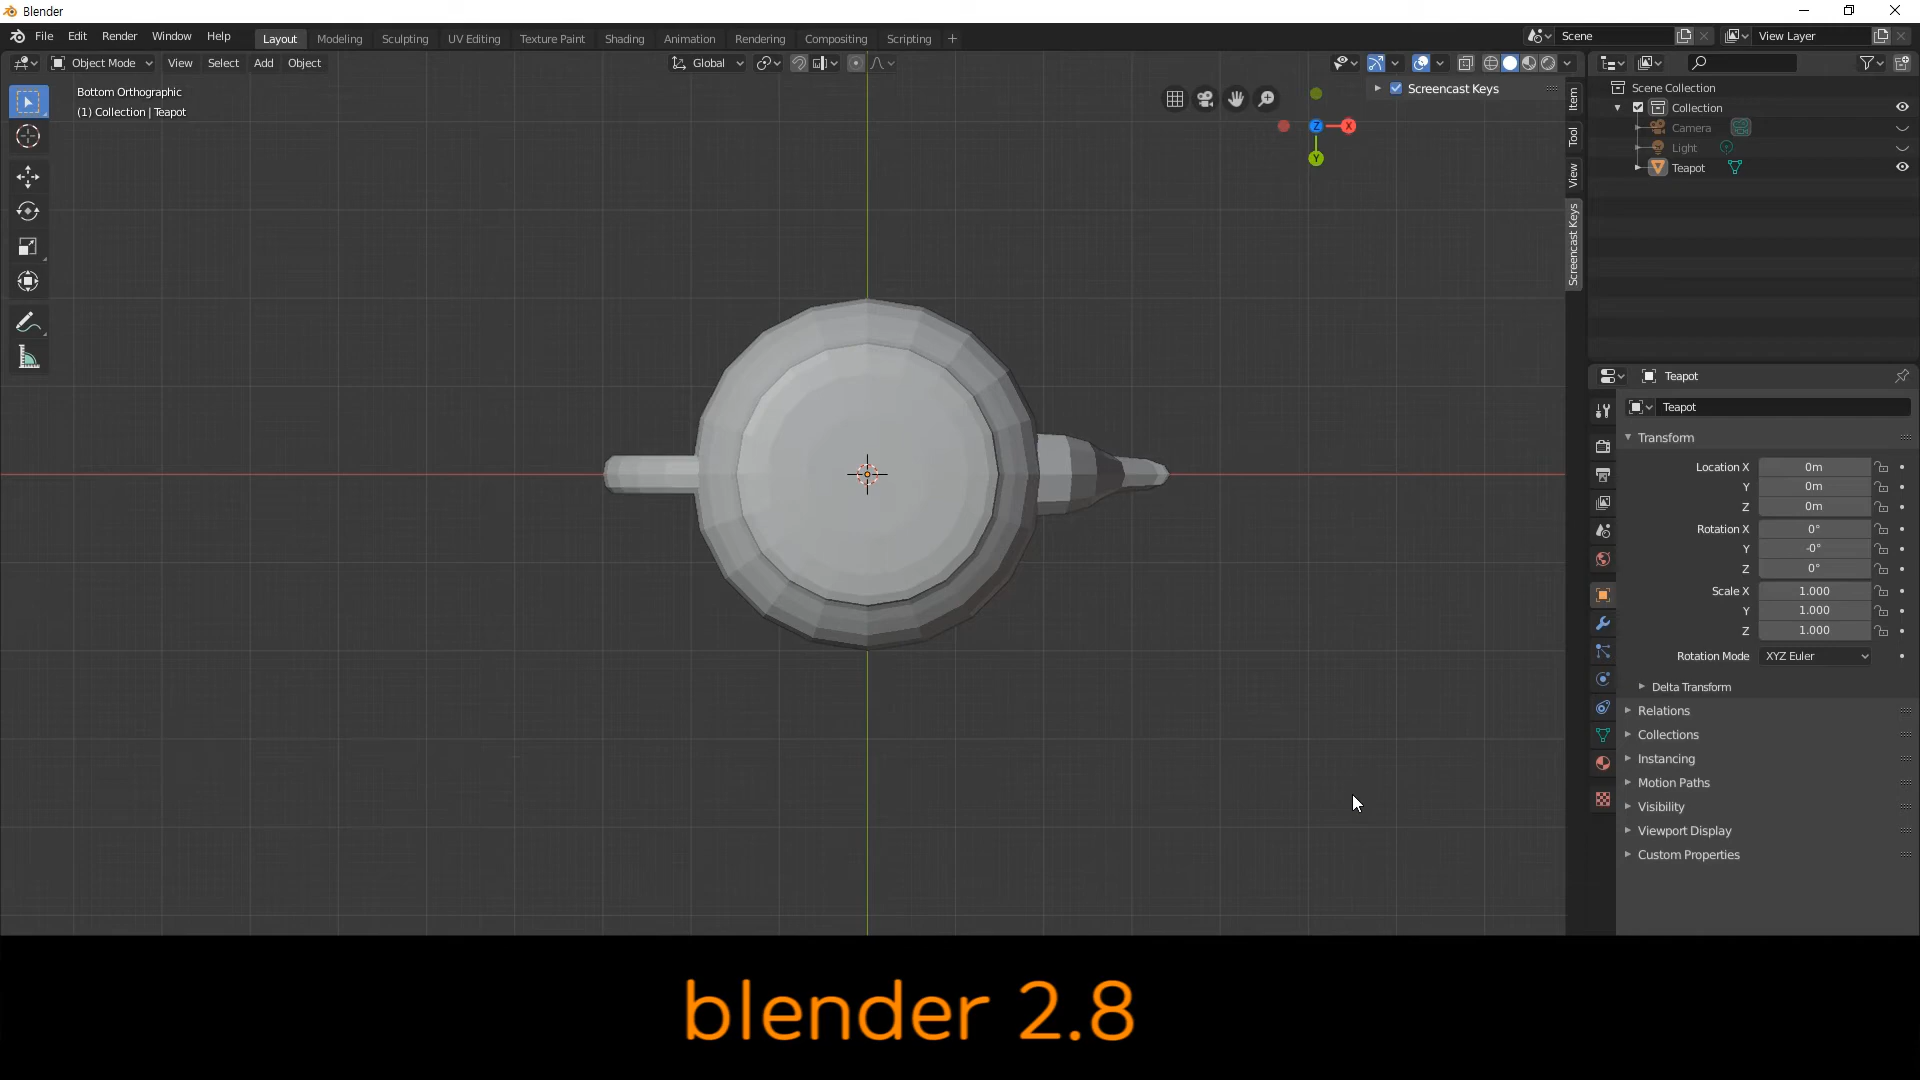 Blender
File Edit Render Window Help Layout Modeling Sculpting UV Editing Texture Paint Shading Animation Rendering Compositing Scripting + Scene View Layer
Object Mode View Select Add Object Global
Bottom Orthographic
(1) Collection | Teapot
Screencast Keys
X
Z
Y
Item
Tool
View
Screencast Keys
Scene Collection
Collection
Camera
Light
Teapot
Teapot
Teapot
Transform
Location X 0m
Y 0m
Z 0m
Rotation X 0°
Y -0°
Z 0°
Scale X 1.000
Y 1.000
Z 1.000
Rotation Mode XYZ Euler
Delta Transform
Relations
Collections
Instancing
Motion Paths
Visibility
Viewport Display
Custom Properties
blender 2.8